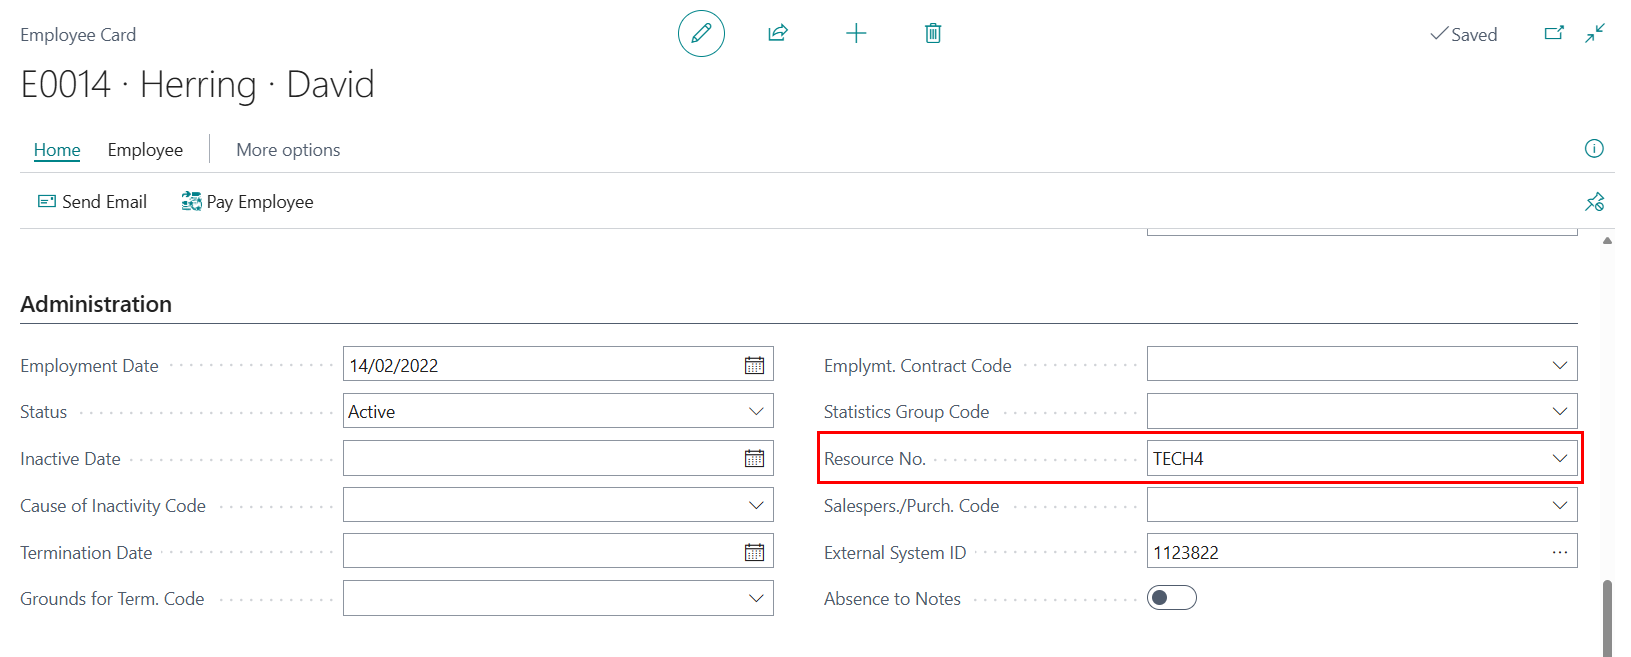 Employee Card
Saved
E0014 · Herring · David
Home Employee More options
Send Email Pay Employee
Administration
Employment Date 14/02/2022
Emplymt. Contract Code
Status Active
Statistics Group Code
Inactive Date
Resource No. TECH4
Cause of Inactivity Code
Salespers./Purch. Code
Termination Date
External System ID 1123822
Grounds for Term. Code
Absence to Notes